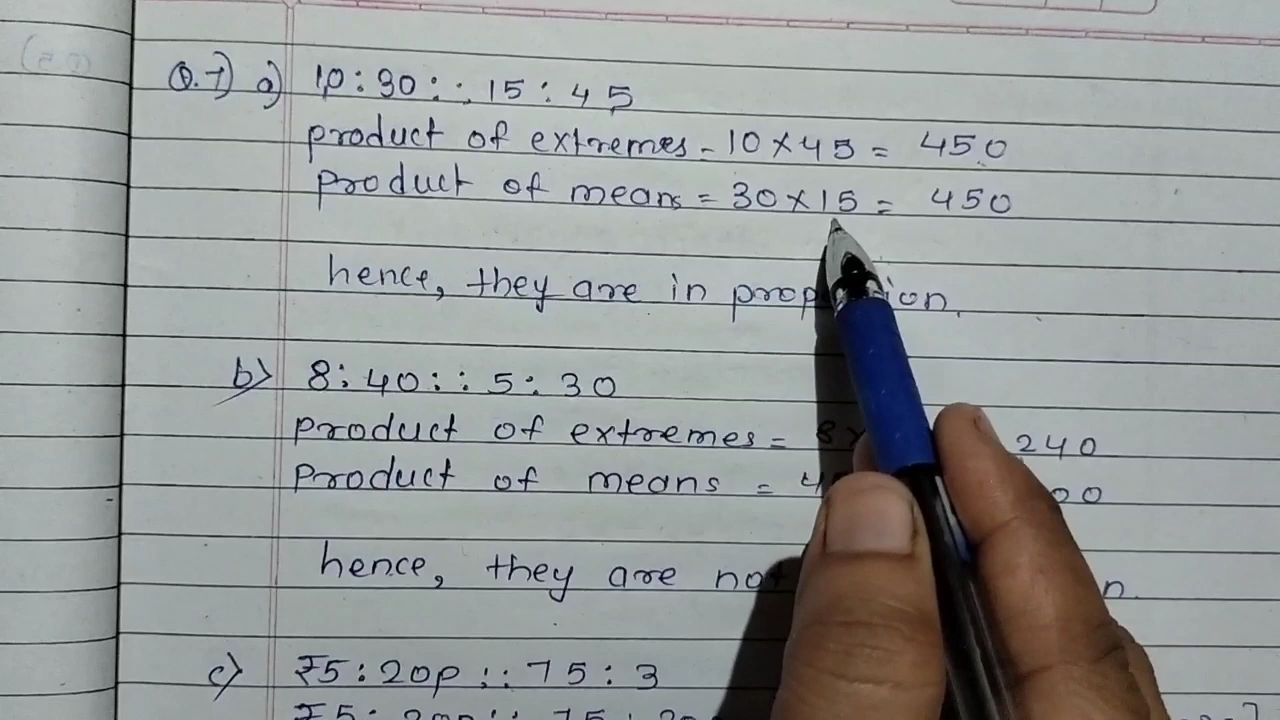 Q.7) a) 10:30::15:45
product of extremes - 10×45 = 450
product of means = 30×15 = 450
hence, they are in
b) 8:40::5:30
product of extremes = 8× 240
product of means =
hence, they are not
c) ₹5:20p::75:3